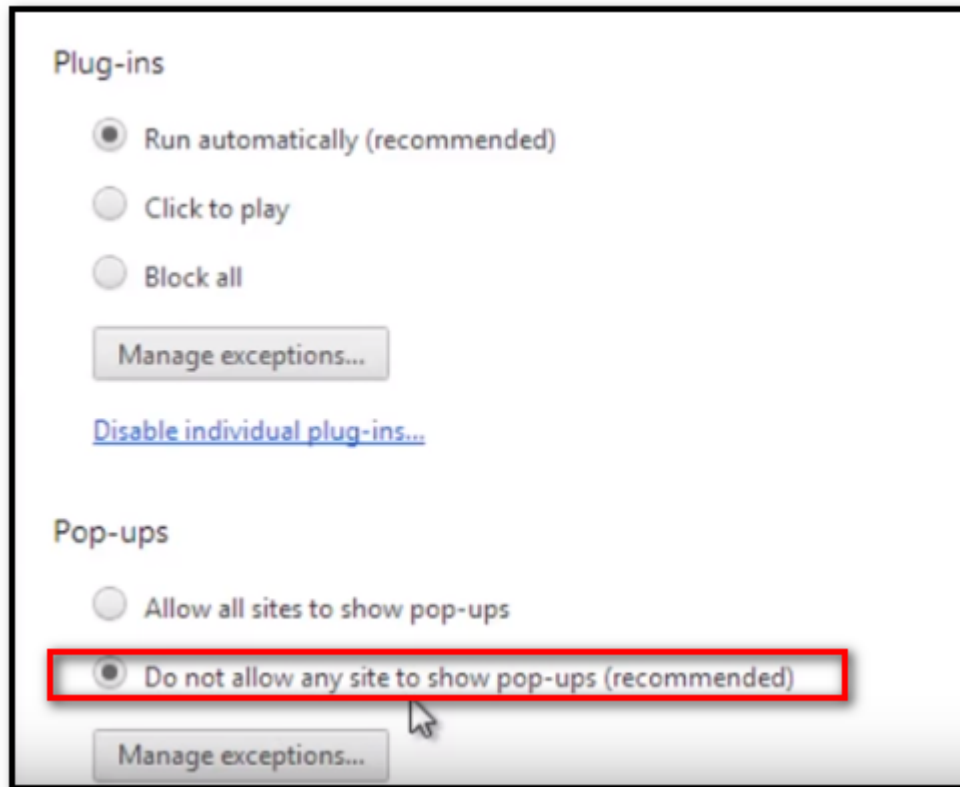 Plug-ins
Run automatically (recommended)
Click to play
Block all
Manage exceptions...
Disable individual plug-ins...
Pop-ups
Allow all sites to show pop-ups
Do not allow any site to show pop-ups (recommended)
Manage exceptions...